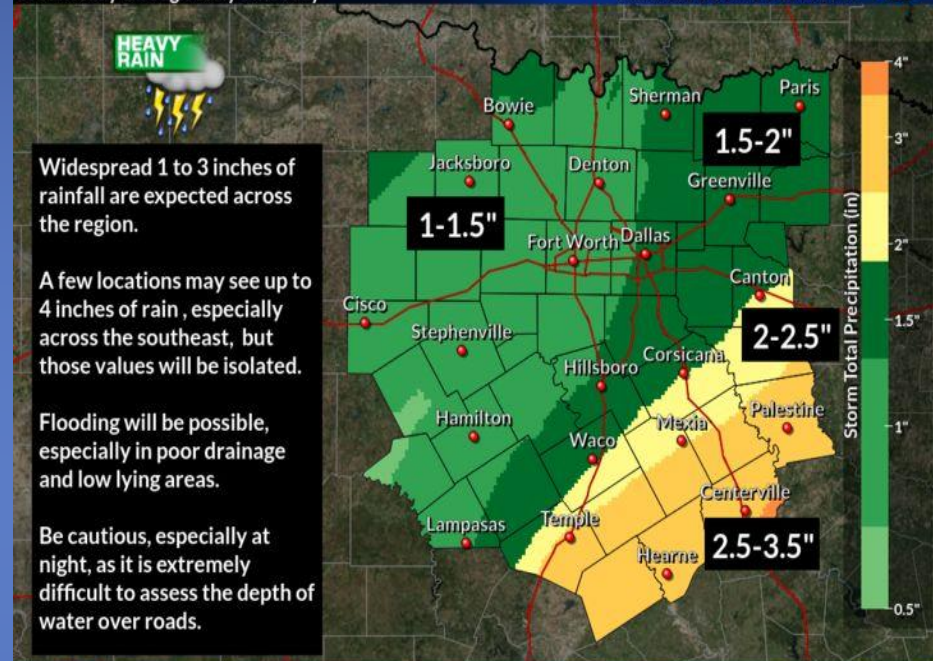 HEAVY
RAIN
Widespread 1 to 3 inches of
rainfall are expected across
the region.
A few locations may see up to
4 inches of rain , especially
across the southeast, but
those values will be isolated.
Flooding will be possible,
especially in poor drainage
and low lying areas.
Be cautious, especially at
night, as it is extremely
difficult to assess the depth of
water over roads.
Bowie
Sherman
Paris
1.5-2"
Jacksboro
Denton
Greenville
1-1.5"
Fort Worth
Dallas
Canton
Cisco
Stephenville
2-2.5"
Hillsboro
Corsicana
Hamilton
Mexia
Palestine
Waco
Centerville
Lampasas
Temple
Hearne
2.5-3.5"
Storm Total Precipitation (in)
4"
3"
2"
1.5"
1"
0.5"